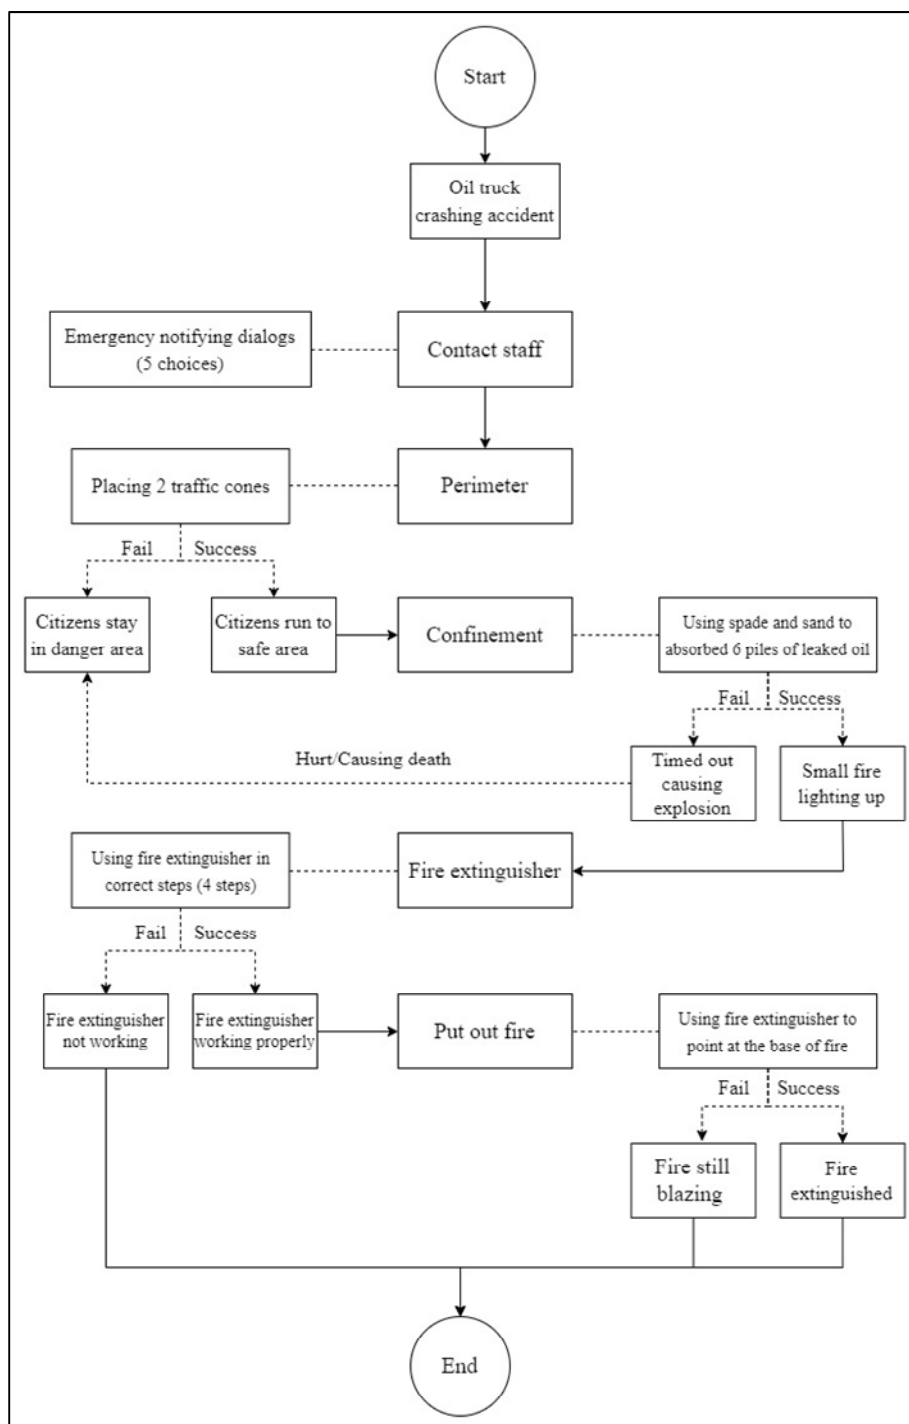 Start
Oil truck
crashing accident
Emergency notifying dialogs
(5 choices)
Contact staff
Placing 2 traffic cones
Perimeter
Fail
Success
Citizens stay
in danger area
Citizens run to
safe area
Confinement
Using spade and sand to
absorbed 6 piles of leaked oil
Fail
Success
Hurt/Causing death
Timed out
causing
explosion
Small fire
lighting up
Using fire extinguisher in
correct steps (4 steps)
Fire extinguisher
Fail
Success
Fire extinguisher
not working
Fire extinguisher
working properly
Put out fire
Using fire extinguisher to
point at the base of fire
Fail
Success
Fire still
blazing
Fire
extinguished
End